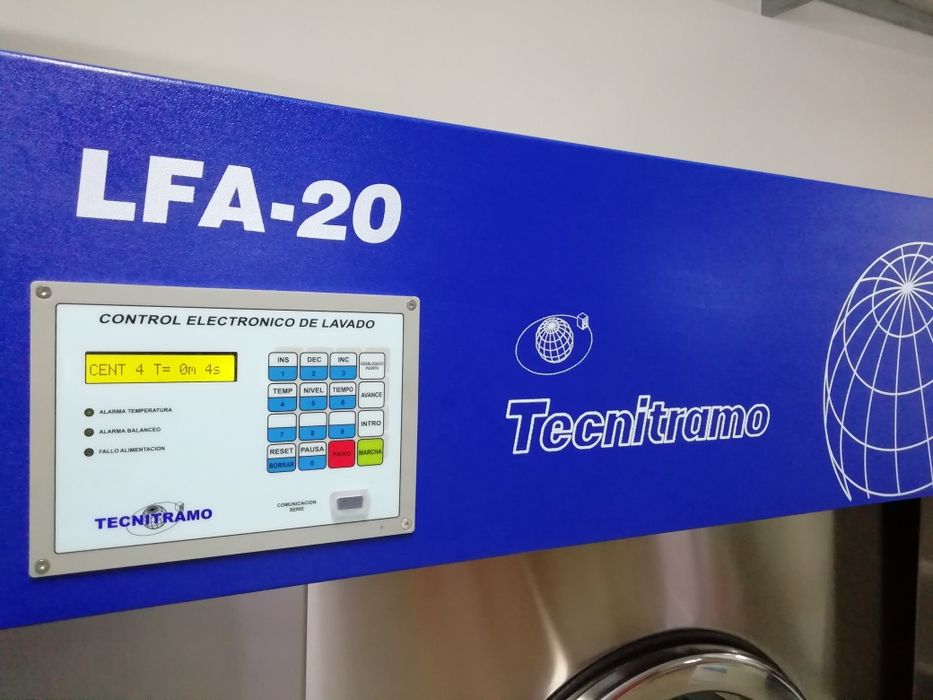 LFA-20
CONTROL ELECTRONICO DE LAVADO
CENT 4 T= 0m 4s
ALARMA TEMPERATURA
ALARMA BALANCEO
FALLO ALIMENTACION
INS DEC INC DESBLOQUEO PUERTA
1 2 3
TEMP NIVEL TIEMPO AVANCE
4 5 6
INTRO
7 8 9
RESET PAUSA PARO MARCHA
BORRAR 0
COMUNICACION
SERIE
TECNITRAMO
Tecnitramo